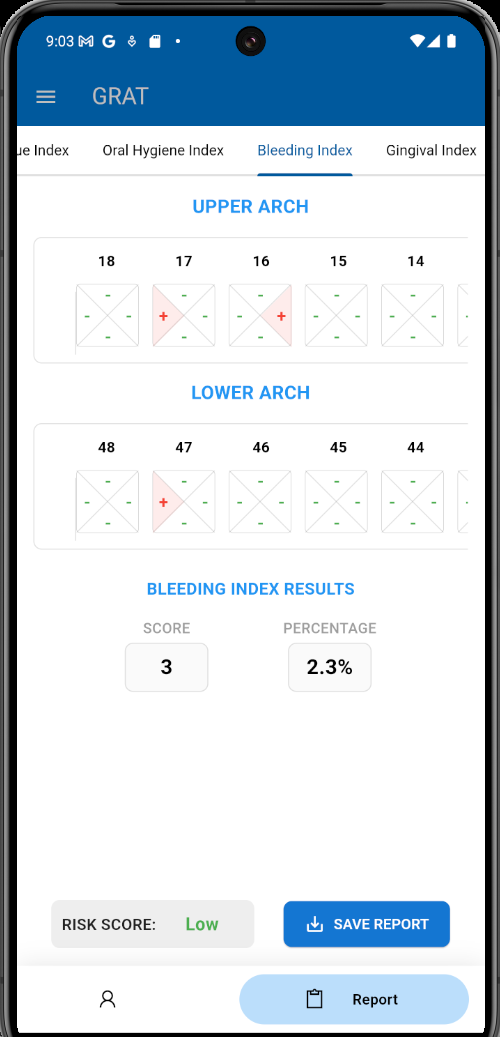 9:03
GRAT
ue Index Oral Hygiene Index Bleeding Index Gingival Index
UPPER ARCH
18 17 16 15 14
- - - - -
- - + - - + - - - - -
- - - - -
LOWER ARCH
48 47 46 45 44
- - - - -
- - + - - - - - - - -
- - - - -
BLEEDING INDEX RESULTS
SCORE PERCENTAGE
3 2.3%
RISK SCORE: Low SAVE REPORT
Report